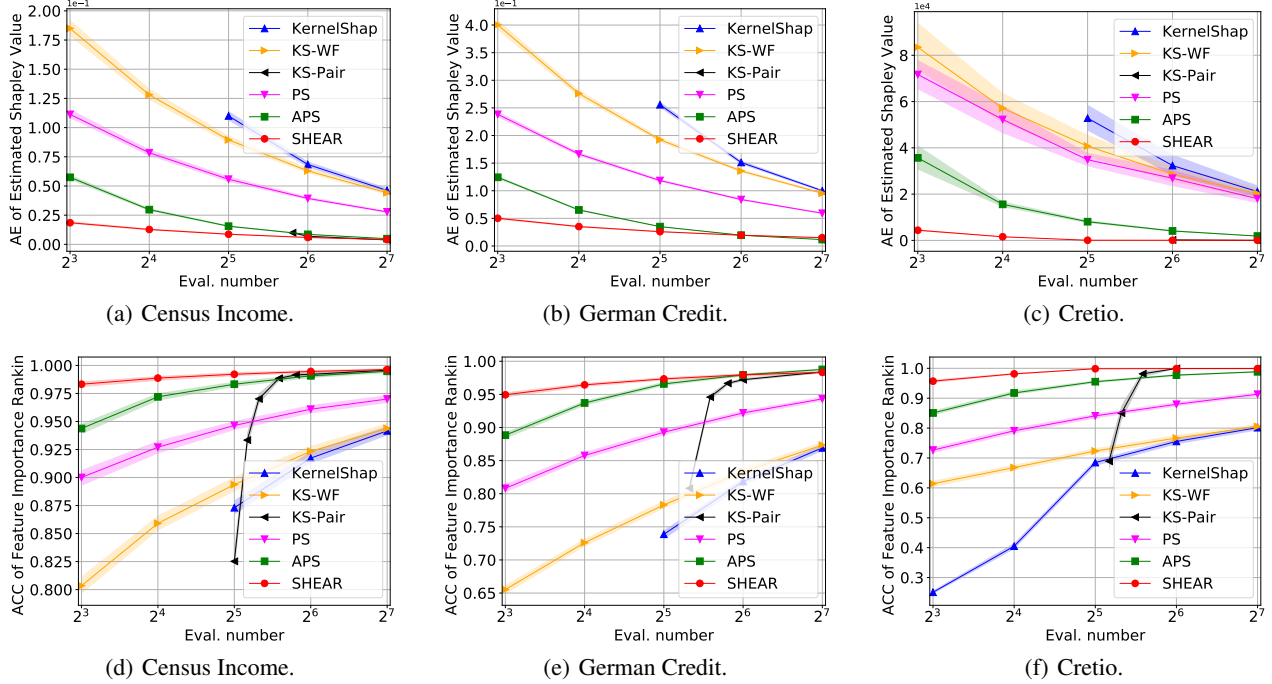 1e−1
AE of Estimated Shapley Value
2.00
1.75
1.50
1.25
1.00
0.75
0.50
0.25
0.00
KernelShap
KS-WF
KS-Pair
PS
APS
SHEAR
2^3 2^4 2^5 2^6 2^7
Eval. number
(a) Census Income.
1e−1
AE of Estimated Shapley Value
4.0
3.5
3.0
2.5
2.0
1.5
1.0
0.5
0.0
KernelShap
KS-WF
KS-Pair
PS
APS
SHEAR
2^3 2^4 2^5 2^6 2^7
Eval. number
(b) German Credit.
1e4
AE of Estimated Shapley Value
8
6
4
2
0
KernelShap
KS-WF
KS-Pair
PS
APS
SHEAR
2^3 2^4 2^5 2^6 2^7
Eval. number
(c) Cretio.
ACC of Feature Importance Rankin
1.000
0.975
0.950
0.925
0.900
0.875
0.850
0.825
0.800
KernelShap
KS-WF
KS-Pair
PS
APS
SHEAR
2^3 2^4 2^5 2^6 2^7
Eval. number
(d) Census Income.
ACC of Feature Importance Rankin
1.00
0.95
0.90
0.85
0.80
0.75
0.70
0.65
KernelShap
KS-WF
KS-Pair
PS
APS
SHEAR
2^3 2^4 2^5 2^6 2^7
Eval. number
(e) German Credit.
ACC of Feature Importance Rankin
1.0
0.9
0.8
0.7
0.6
0.5
0.4
0.3
KernelShap
KS-WF
KS-Pair
PS
APS
SHEAR
2^3 2^4 2^5 2^6 2^7
Eval. number
(f) Cretio.